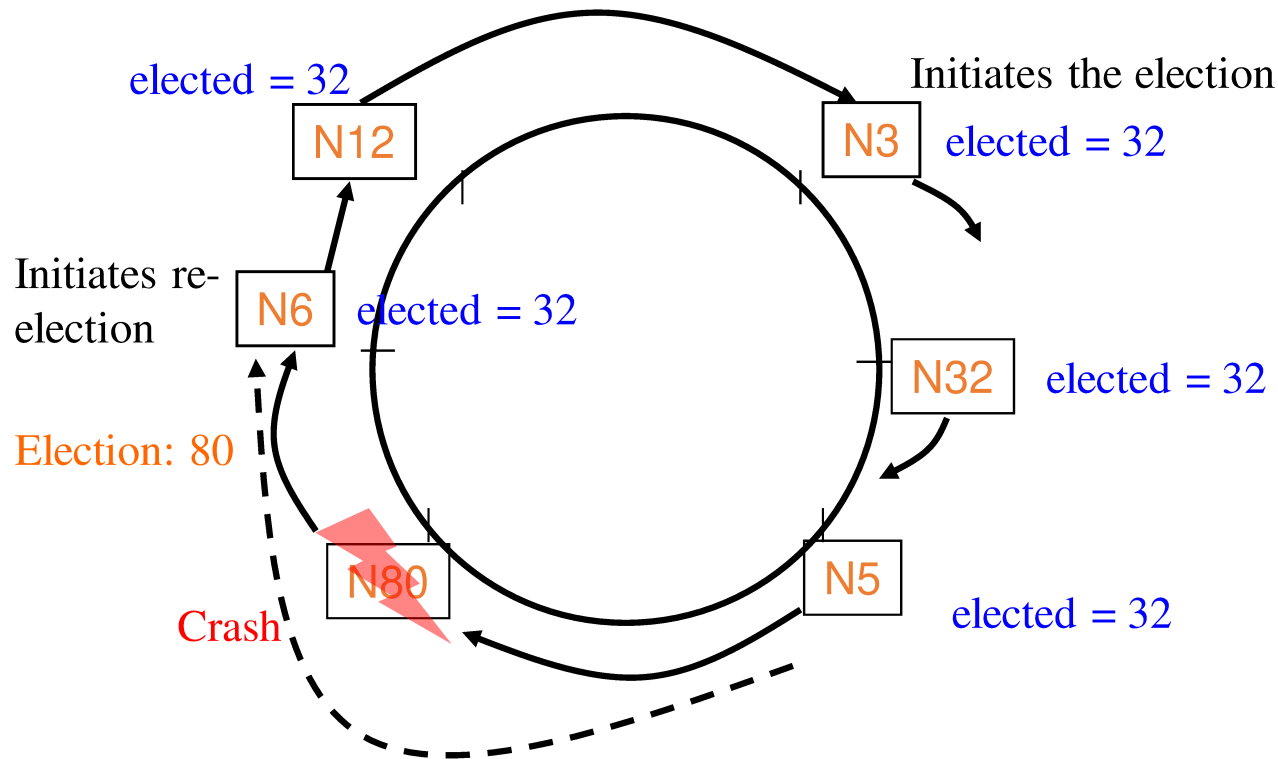 elected = 32
Initiates the election
N12
N3
elected = 32
Initiates re-
election
N6
elected = 32
N32
elected = 32
Election: 80
N80
N5
Crash
elected = 32